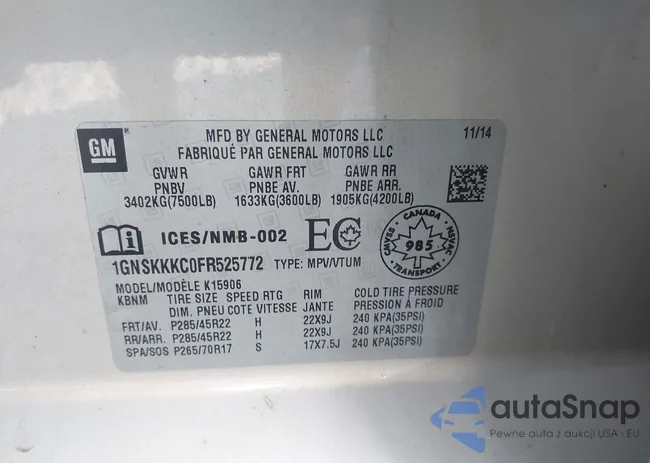 GM
MFD BY GENERAL MOTORS LLC 11/14
FABRIQUÉ PAR GENERAL MOTORS LLC
GVWR GAWR FRT GAWR RR
PNBV PNBE AV. PNBE ARR.
3402KG(7500LB) 1633KG(3600LB) 1905KG(4200LB)
ICES/NMB-002 EC
CANADA
CMVSS NSVAC
985
TRANSPORT
1GNSKKKC0FR525772 TYPE: MPV/VTUM
MODEL/MODÈLE K15906
KBNM TIRE SIZE SPEED RTG RIM COLD TIRE PRESSURE
DIM. PNEU COTE VITESSE JANTE PRESSION À FROID
FRT/AV. P285/45R22 H 22X9J 240 KPA(35PSI)
RR/ARR. P285/45R22 H 22X9J 240 KPA(35PSI)
SPA/SOS P265/70R17 S 17X7.5J 240 KPA(35PSI)
autaSnap
Pewne auta z aukcji USA i EU